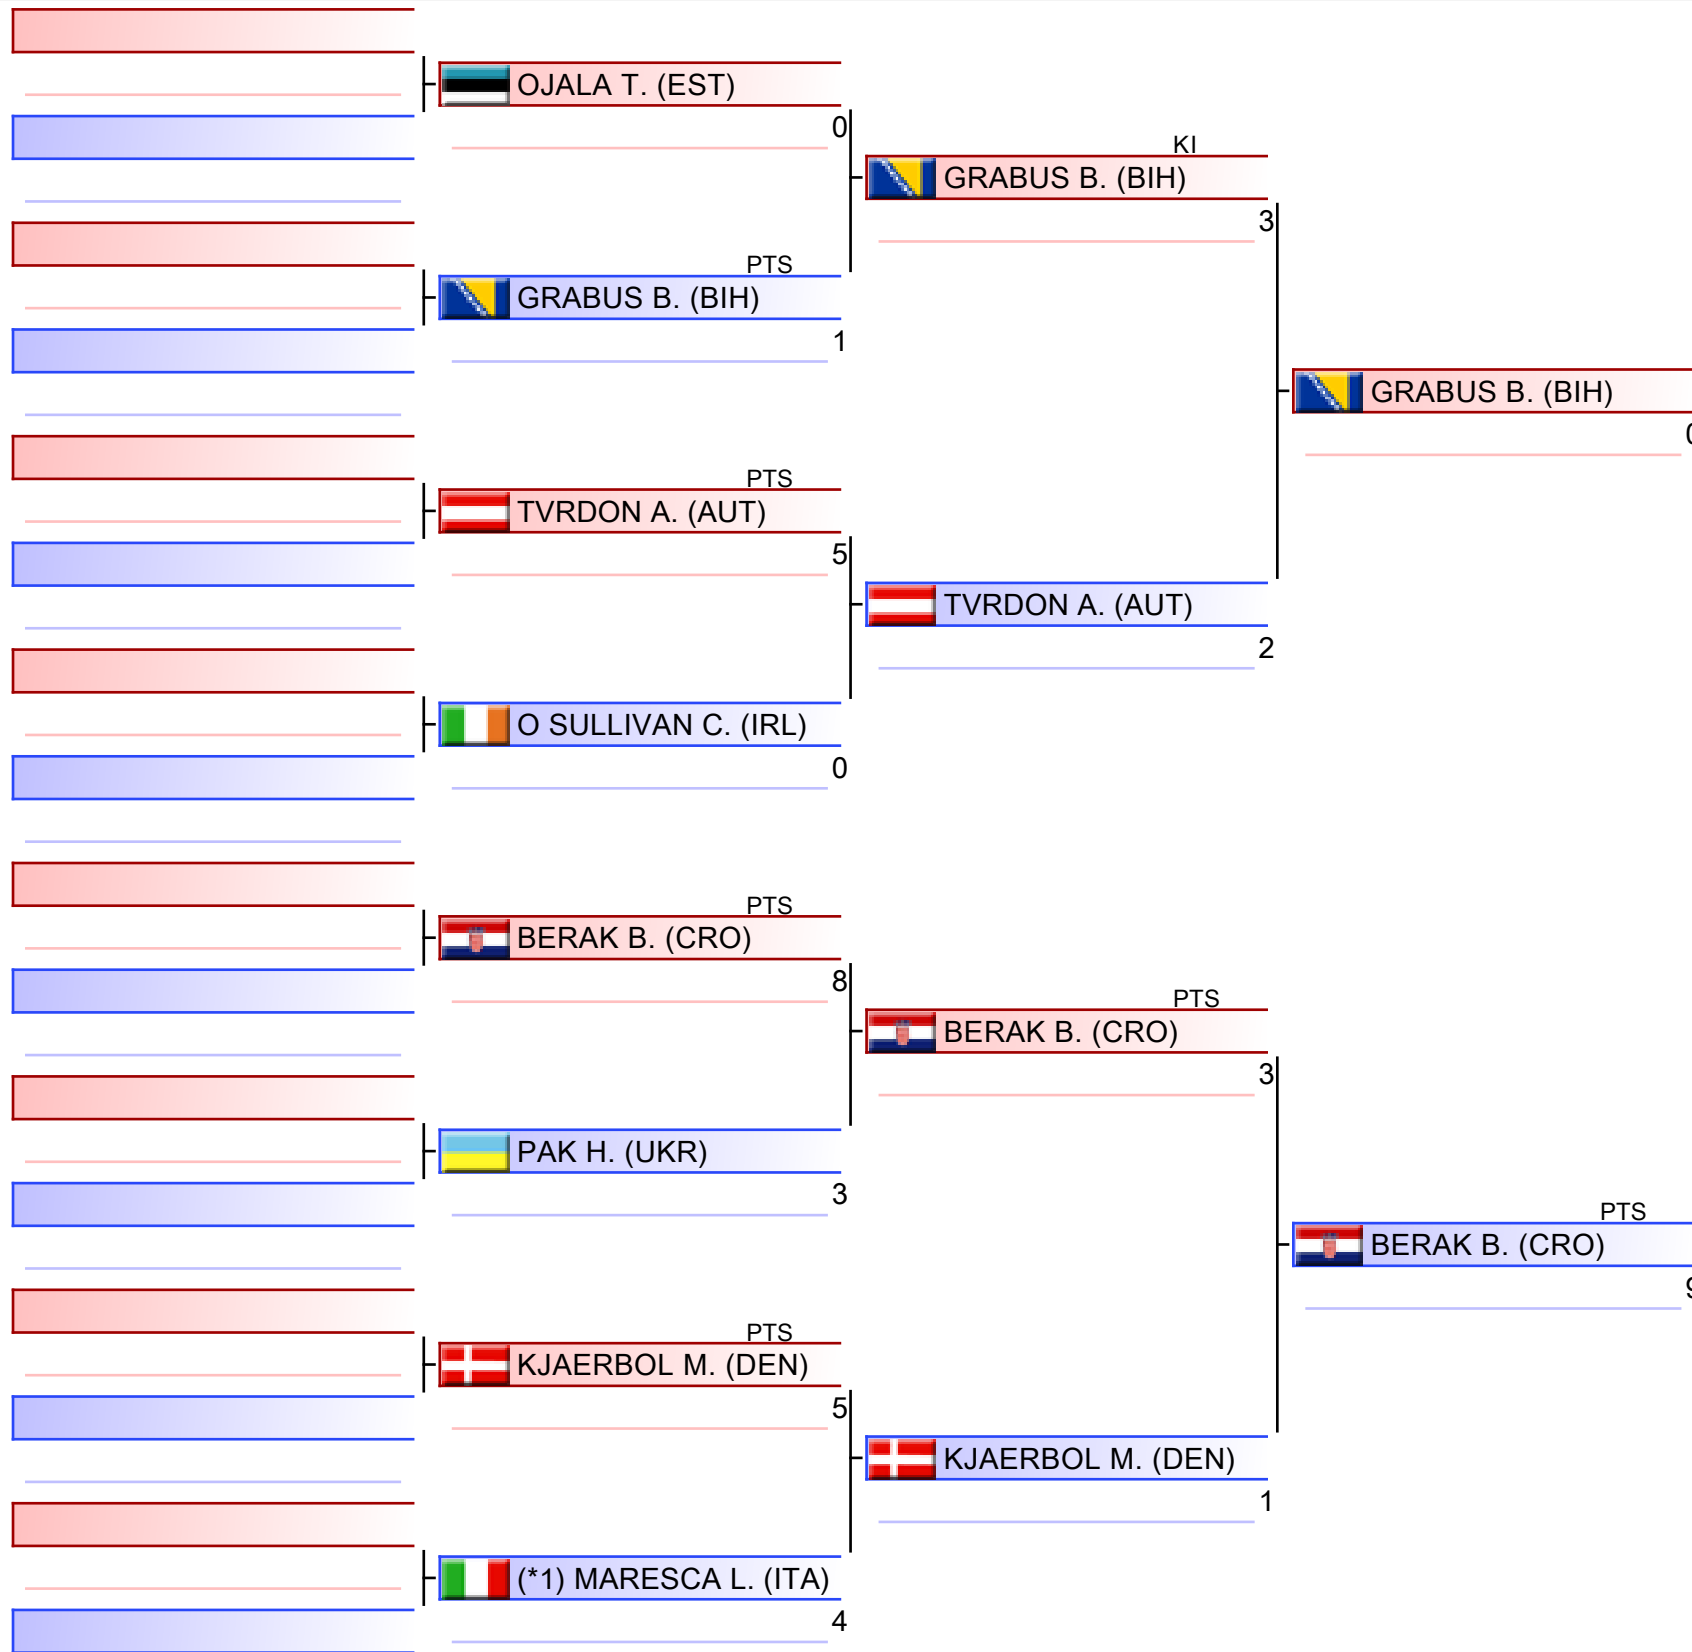 OJALA T. (EST)
0
KI
GRABUS B. (BIH)
3
PTS
GRABUS B. (BIH)
1
GRABUS B. (BIH)
0
PTS
TVRDON A. (AUT)
5
TVRDON A. (AUT)
2
O SULLIVAN C. (IRL)
0
PTS
BERAK B. (CRO)
8
PTS
BERAK B. (CRO)
3
PAK H. (UKR)
3
PTS
BERAK B. (CRO)
9
PTS
KJAERBOL M. (DEN)
5
KJAERBOL M. (DEN)
1
(*1) MARESCA L. (ITA)
4